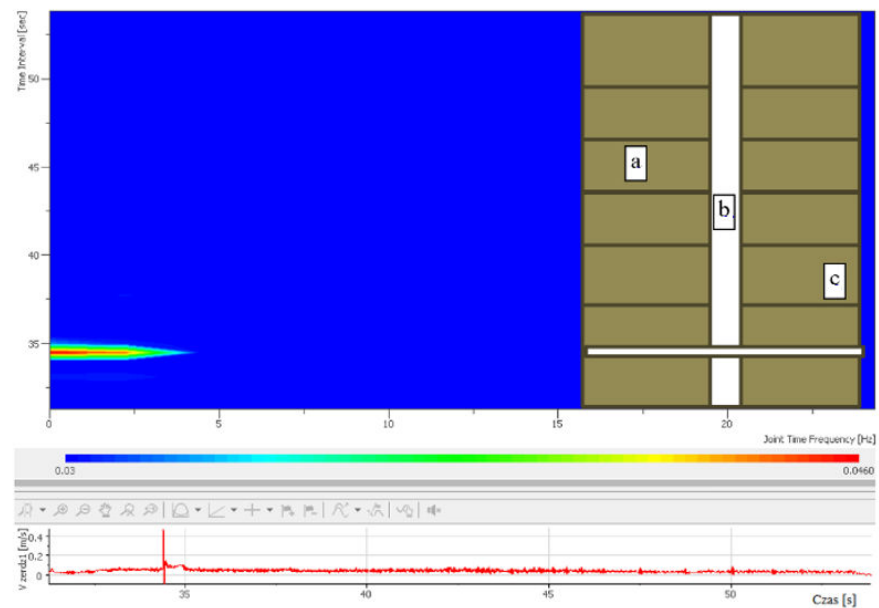 Time Interval [sec]
50
45
40
35
a
b
c
0
5
10
15
20
Joint Time Frequency [Hz]
0.03
0.0460
V zerdz1 [m/s]
0.4
0.2
0
35
40
45
50
Czas [s]